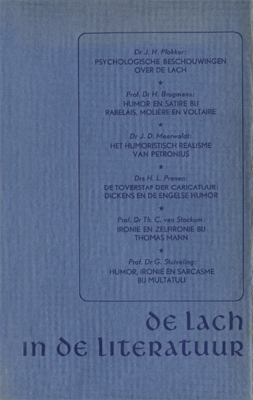 Dr J. H. Plokker:
PSYCHOLOGISCHE BESCHOUWINGEN
OVER DE LACH
★
Prof. Dr H. Brugmans:
HUMOR EN SATIRE BIJ
RABELAIS, MOLIÈRE EN VOLTAIRE
★
Dr J. D. Meerwaldt:
HET HUMORISTISCH REALISME
VAN PETRONIUS
★
Drs H. L. Prenen:
DE TOVERSTAF DER CARICATUUR:
DICKENS EN DE ENGELSE HUMOR
★
Prof. Dr Th. C. van Stockum:
IRONIE EN ZELFIRONIE BIJ
THOMAS MANN
★
Prof. Dr G. Stuiveling:
HUMOR, IRONIE EN SARCASME
BIJ MULTATULI
de lach
in de literatuur